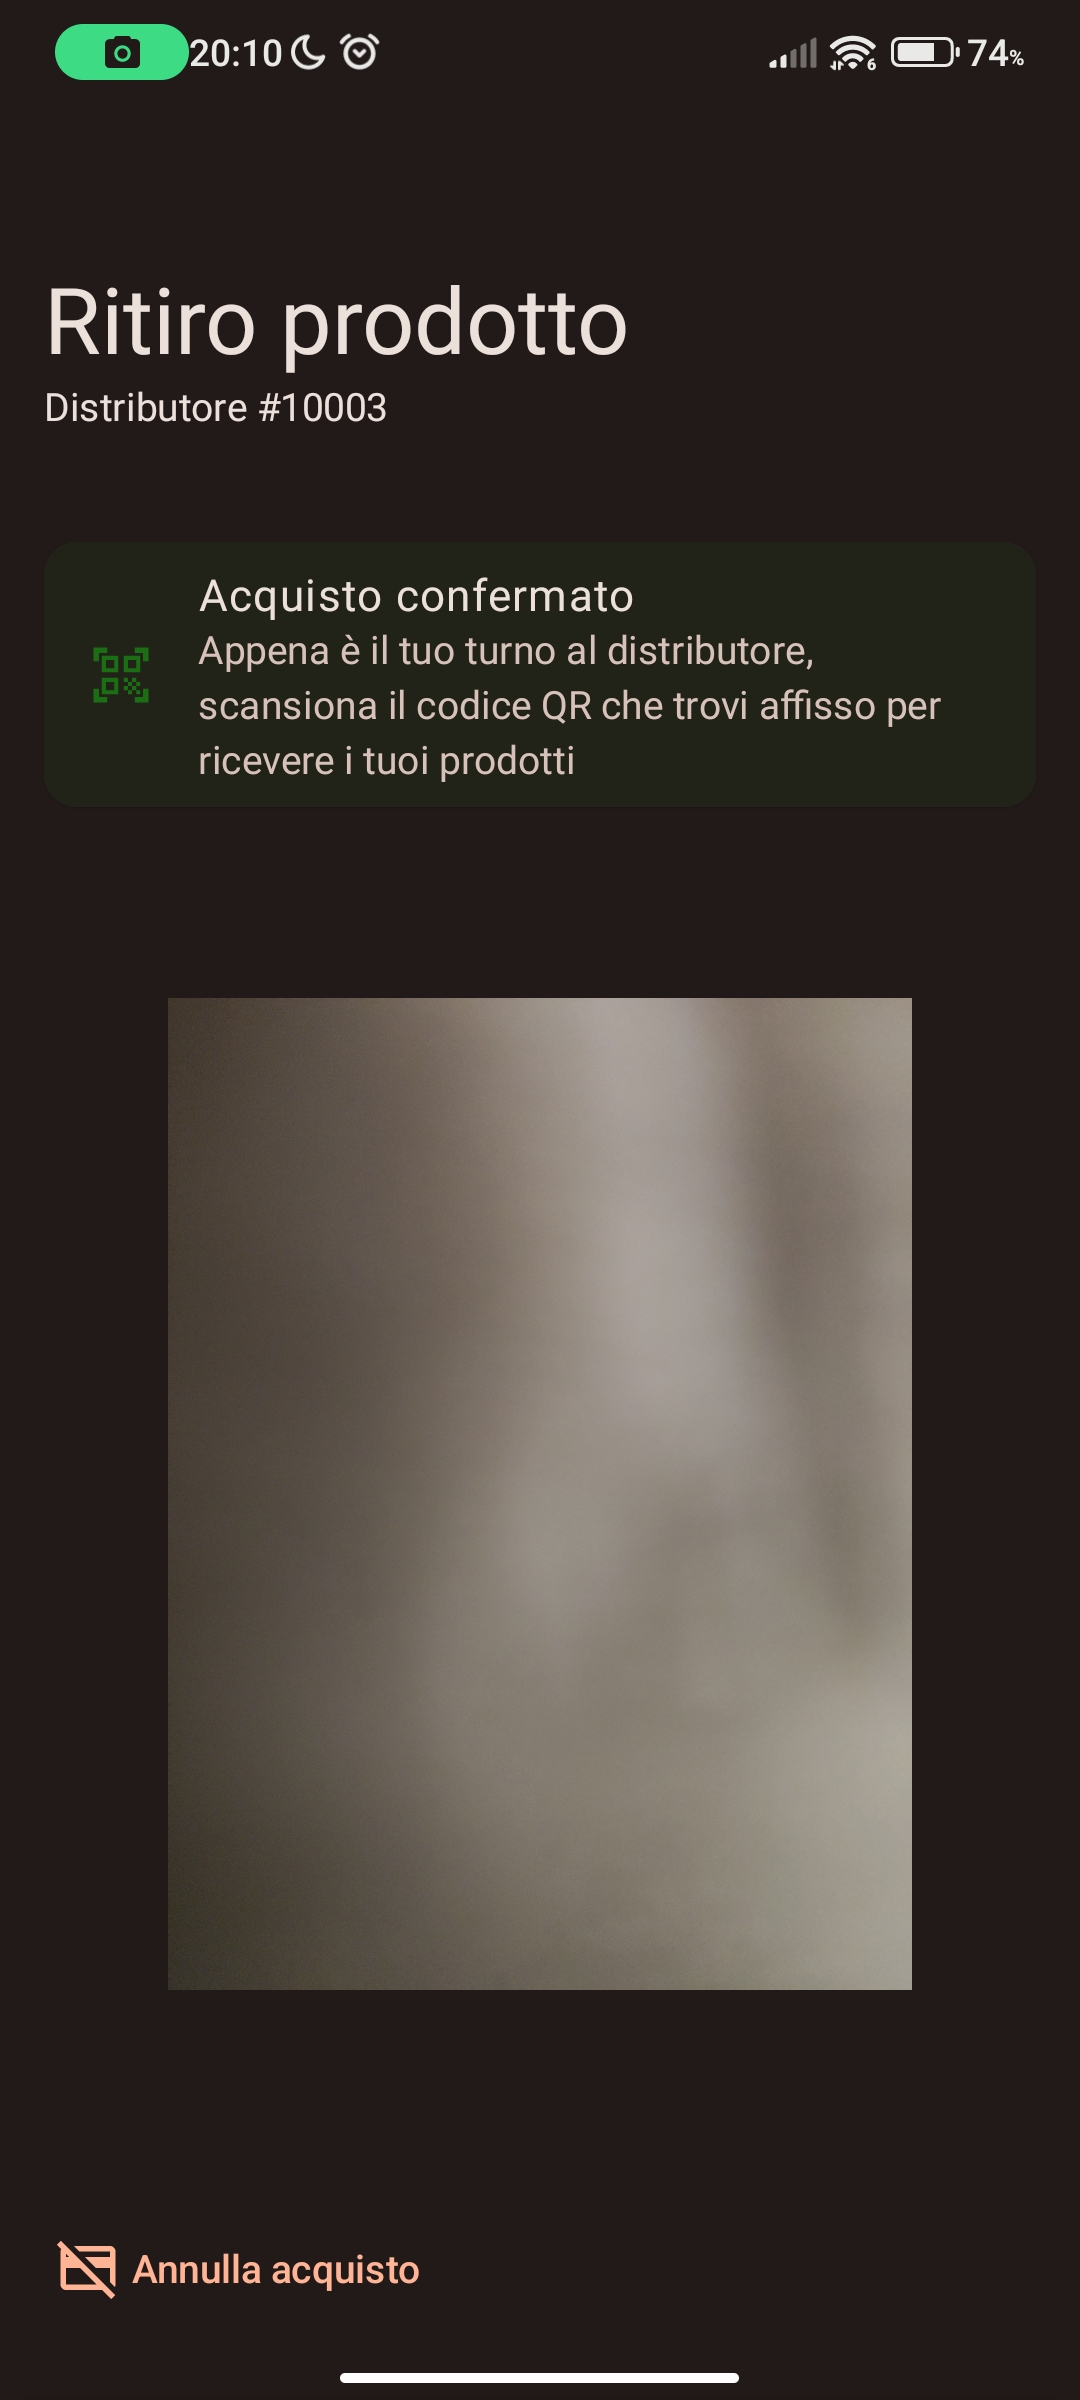 20:10
6
74%
Ritiro prodotto
Distributore #10003
Acquisto confermato
Appena è il tuo turno al distributore,
scansiona il codice QR che trovi affisso per
ricevere i tuoi prodotti
Annulla acquisto